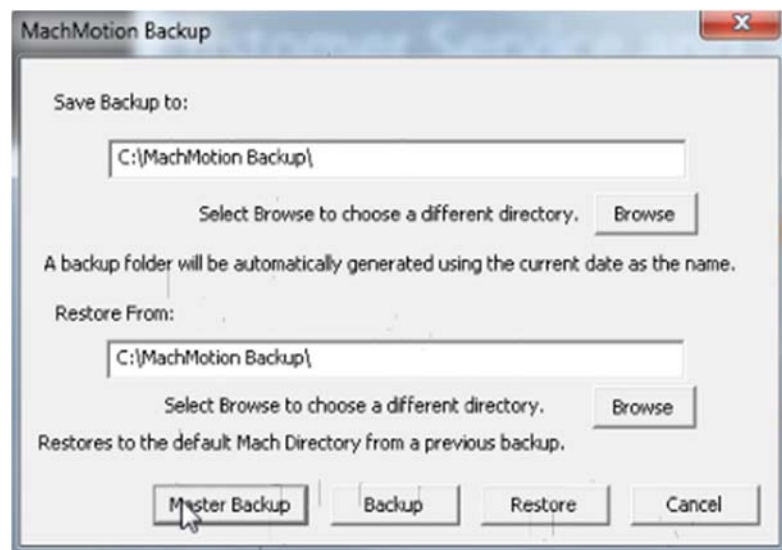 MachMotion Backup
Save Backup to:
C:\MachMotion Backup\
Select Browse to choose a different directory. Browse
A backup folder will be automatically generated using the current date as the name.
Restore From:
C:\MachMotion Backup\
Select Browse to choose a different directory. Browse
Restores to the default Mach Directory from a previous backup.
Master Backup Backup Restore Cancel